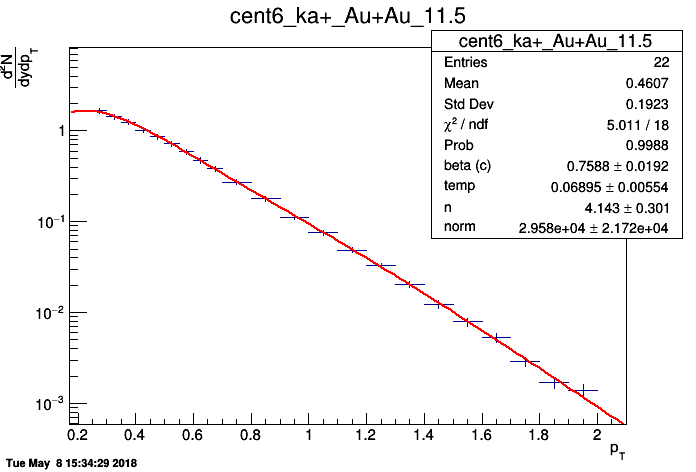 cent6_ka+_Au+Au_11.5
cent6_ka+_Au+Au_11.5
Entries 22
Mean 0.4607
Std Dev 0.1923
χ² / ndf 5.011 / 18
Prob 0.9988
beta (c) 0.7588 ± 0.0192
temp 0.06895 ± 0.00554
n 4.143 ± 0.301
norm 2.958e+04 ± 2.172e+04
d²N
dydp_T
1
10⁻¹
10⁻²
10⁻³
0.2 0.4 0.6 0.8 1 1.2 1.4 1.6 1.8 2
p_T
Tue May 8 15:34:29 2018